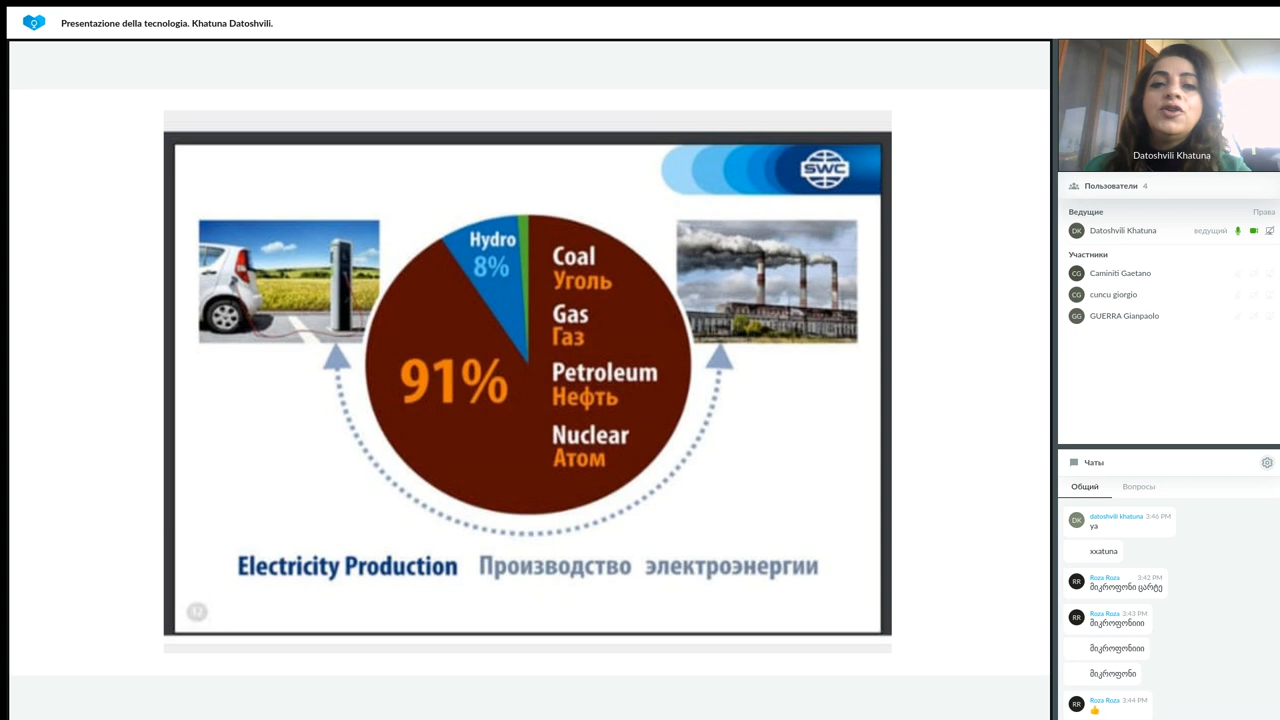 Presentazione della tecnologia. Khatuna Datoshvili.
SWC
Hydro
8%
91%
Coal
Уголь
Gas
Газ
Petroleum
Нефть
Nuclear
Атом
Electricity Production Производство электроэнергии
12
Datoshvili Khatuna
Пользователи 4
Ведущие Права
DK Datoshvili Khatuna ведущий
Участники
CG Caminiti Gaetano
CG cuncu giorgio
GG GUERRA Gianpaolo
Чаты
Общий Вопросы
DK datoshvili khatuna 3:46 PM
ya
xxatuna
RR Roza Roza 3:42 PM
მიკროფონი ცარტე
RR Roza Roza 3:43 PM
მიკროფონიიი
მიკროფონიიი
მიკროფონი
RR Roza Roza 3:44 PM
👍